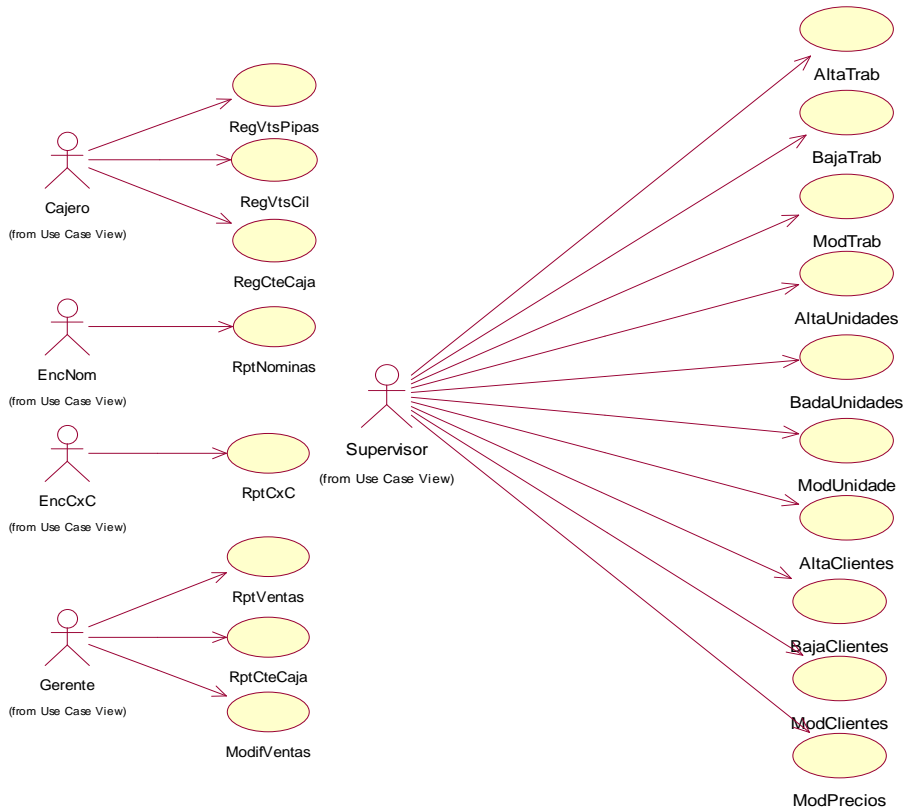 RegVtsPipas
RegVtsCil
RegCteCaja
Cajero
(from Use Case View)
RptNominas
EncNom
(from Use Case View)
RptCxC
EncCxC
(from Use Case View)
RptVentas
RptCteCaja
ModifVentas
Gerente
(from Use Case View)
Supervisor
(from Use Case View)
AltaTrab
BajaTrab
ModTrab
AltaUnidades
BadaUnidades
ModUnidade
AltaClientes
BajaClientes
ModClientes
ModPrecios